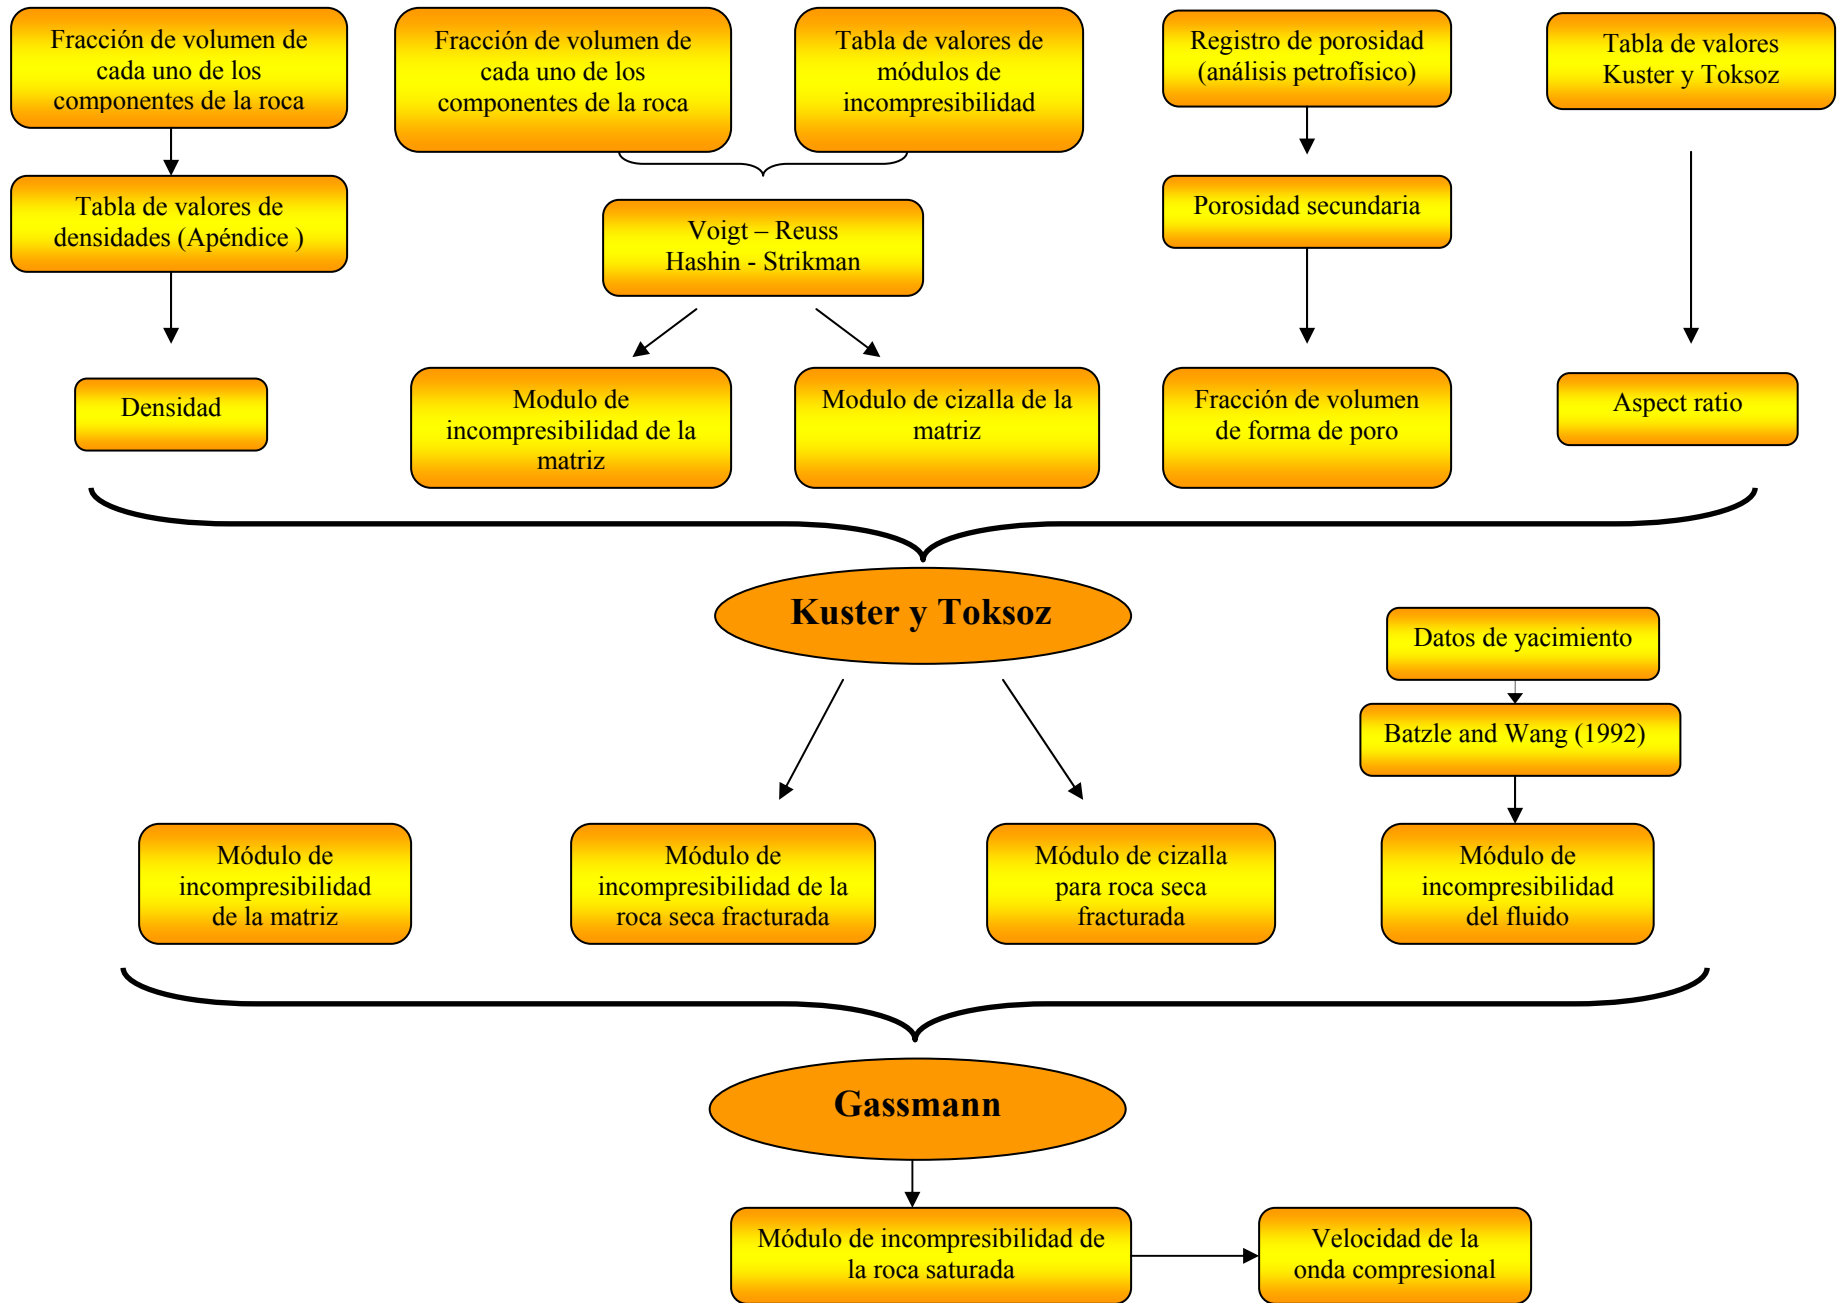 Fracción de volumen de
cada uno de los
componentes de la roca
Fracción de volumen de
cada uno de los
componentes de la roca
Tabla de valores de
módulos de
incompresibilidad
Registro de porosidad
(análisis petrofísico)
Tabla de valores
Kuster y Toksoz
Tabla de valores de
densidades (Apéndice )
Voigt – Reuss
Hashin - Strikman
Porosidad secundaria
Densidad
Modulo de
incompresibilidad de la
matriz
Modulo de cizalla de la
matriz
Fracción de volumen
de forma de poro
Aspect ratio
Kuster y Toksoz
Datos de yacimiento
Batzle and Wang (1992)
Módulo de
incompresibilidad
de la matriz
Módulo de
incompresibilidad de la
roca seca fracturada
Módulo de cizalla
para roca seca
fracturada
Módulo de
incompresibilidad
del fluido
Gassmann
Módulo de incompresibilidad de
la roca saturada
Velocidad de la
onda compresional